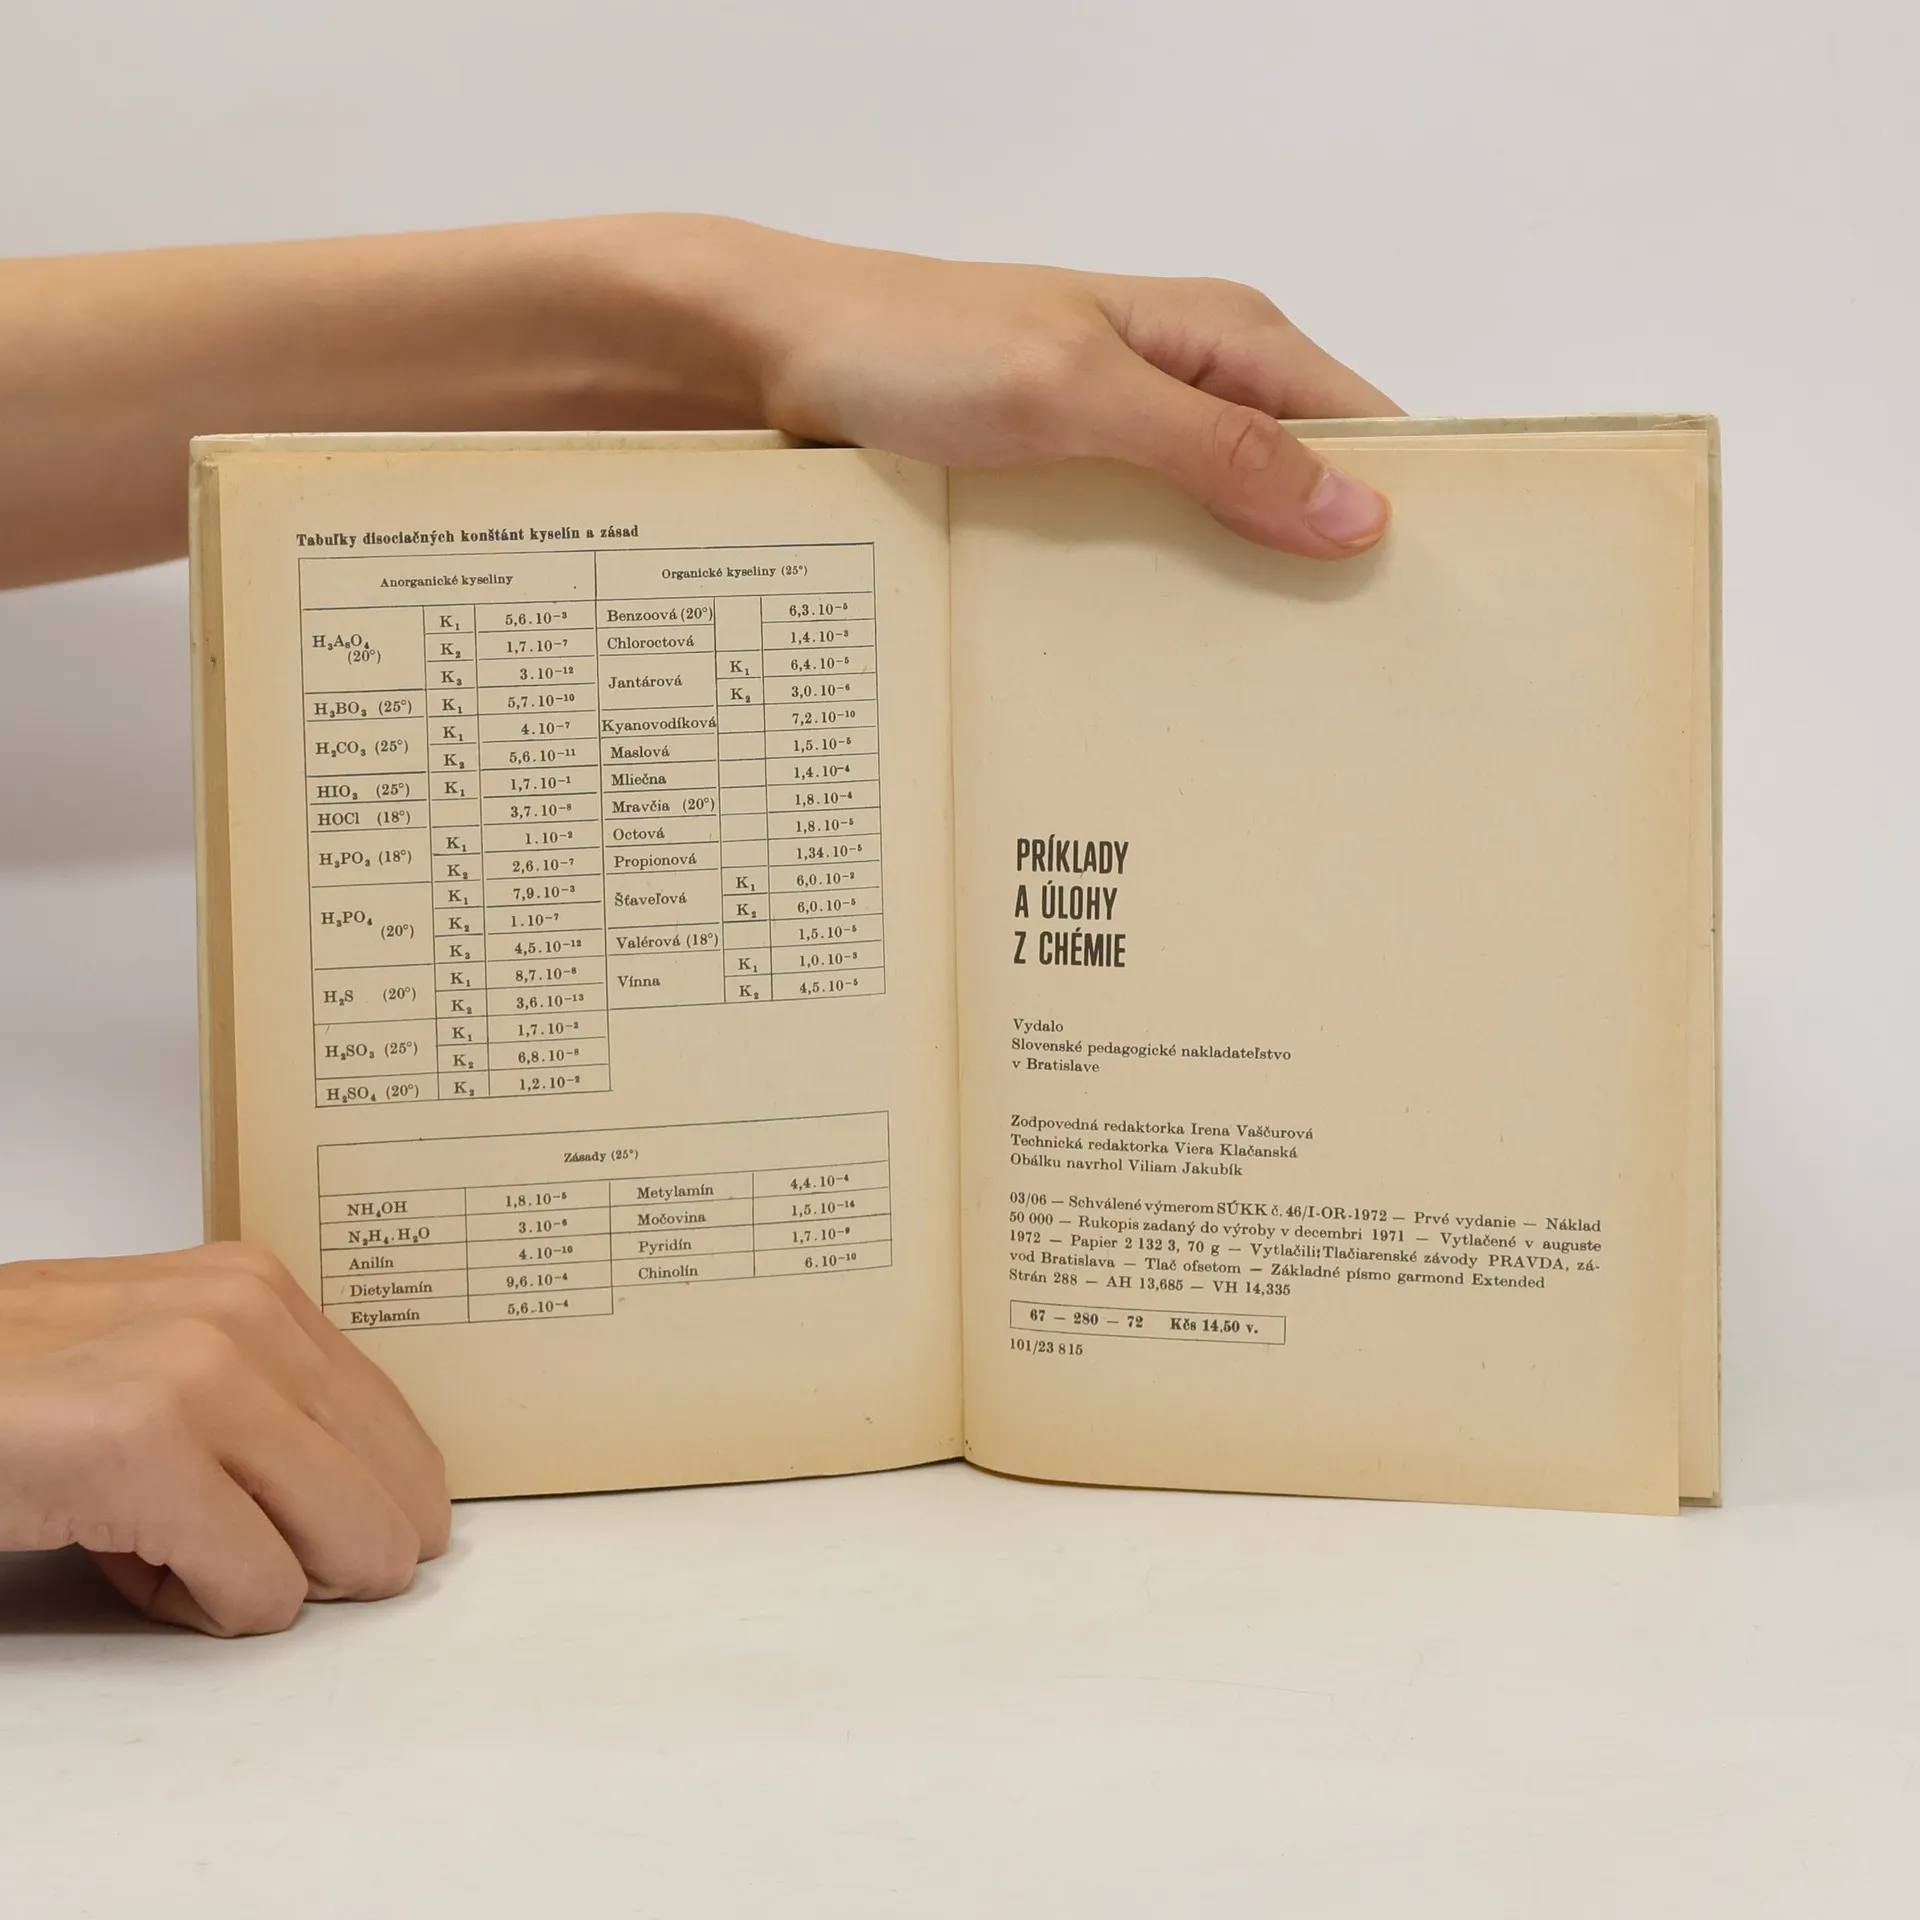 Tabuľky disociačných konštánt kyselín a zásad
Anorganické kyseliny
H₃AₛO₄ (20°) K₁ 5,6.10⁻³
K₂ 1,7.10⁻⁷
K₃ 3.10⁻¹²
H₃BO₃ (25°) K₁ 5,7.10⁻¹⁰
H₂CO₃ (25°) K₁ 4.10⁻⁷
K₂ 5,6.10⁻¹¹
HIO₃ (25°) K₁ 1,7.10⁻¹
HOCl (18°) 3,7.10⁻⁸
H₃PO₃ (18°) K₁ 1.10⁻²
K₂ 2,6.10⁻⁷
H₃PO₄ (20°) K₁ 7,9.10⁻³
K₂ 1.10⁻⁷
K₃ 4,5.10⁻¹²
H₂S (20°) K₁ 8,7.10⁻⁸
K₂ 3,6.10⁻¹³
H₂SO₃ (25°) K₁ 1,7.10⁻²
K₂ 6,8.10⁻⁸
H₂SO₄ (20°) K₂ 1,2.10⁻²
Organické kyseliny (25°)
Benzoová (20°) 6,3.10⁻⁵
Chloroctová 1,4.10⁻³
Jantárová K₁ 6,4.10⁻⁵
K₂ 3,0.10⁻⁶
Kyanovodíková 7,2.10⁻¹⁰
Maslová 1,5.10⁻⁵
Mliečna 1,4.10⁻⁴
Mravčia (20°) 1,8.10⁻⁴
Octová 1,8.10⁻⁵
Propionová 1,34.10⁻⁵
Šťaveľová K₁ 6,0.10⁻²
K₂ 6,0.10⁻⁵
Valérová (18°) 1,5.10⁻⁵
Vínna K₁ 1,0.10⁻³
K₂ 4,5.10⁻⁵
Zásady (25°)
NH₄OH 1,8.10⁻⁵ Metylamín 4,4.10⁻⁴
N₂H₄.H₂O 3.10⁻⁶ Močovina 1,5.10⁻¹⁴
Anilín 4.10⁻¹⁰ Pyridín 1,7.10⁻⁹
Dietylamín 9,6.10⁻⁴ Chinolín 6.10⁻¹⁰
Etylamín 5,6.10⁻⁴
PRÍKLADY
A ÚLOHY
Z CHÉMIE
Vydalo
Slovenské pedagogické nakladateľstvo
v Bratislave
Zodpovedná redaktorka Irena Vaščurová
Technická redaktorka Viera Klačanská
Obálku navrhol Viliam Jakubík
03/06 — Schválené výmerom SÚKK č. 46/I-OR-1972 — Prvé vydanie — Náklad
50 000 — Rukopis zadaný do výroby v decembri 1971 — Vytlačené v auguste
1972 — Papier 2 132 3, 70 g — Vytlačili: Tlačiarenské závody PRAVDA, zá-
vod Bratislava — Tlač ofsetom — Základné písmo garmond Extended
Strán 288 — AH 13,685 — VH 14,335
67 — 280 — 72 Kčs 14,50 v.
101/23 815